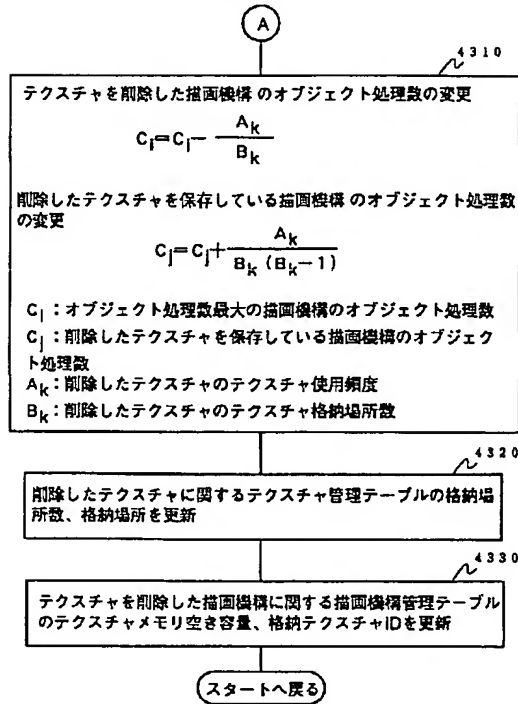 A
4310
テクスチャを削除した描画機構 のオブジェクト処理数の変更
Ci=Ci− Ak/Bk
削除したテクスチャを保存している描画機構 のオブジェクト処理数
の変更
Cj=Cj+ Ak/Bk (Bk−1)
Ci：オブジェクト処理数最大の描画機構のオブジェクト処理数
Cj：削除したテクスチャを保存している描画機構のオブジェク
ト処理数
Ak：削除したテクスチャのテクスチャ使用頻度
Bk：削除したテクスチャのテクスチャ格納場所数
4320
削除したテクスチャに関するテクスチャ管理テーブルの格納場
所数、格納場所を更新
4330
テクスチャを削除した描画機構に関する描画機構管理テーブル
のテクスチャメモリ空き容量、格納テクスチャIDを更新
スタートへ戻る